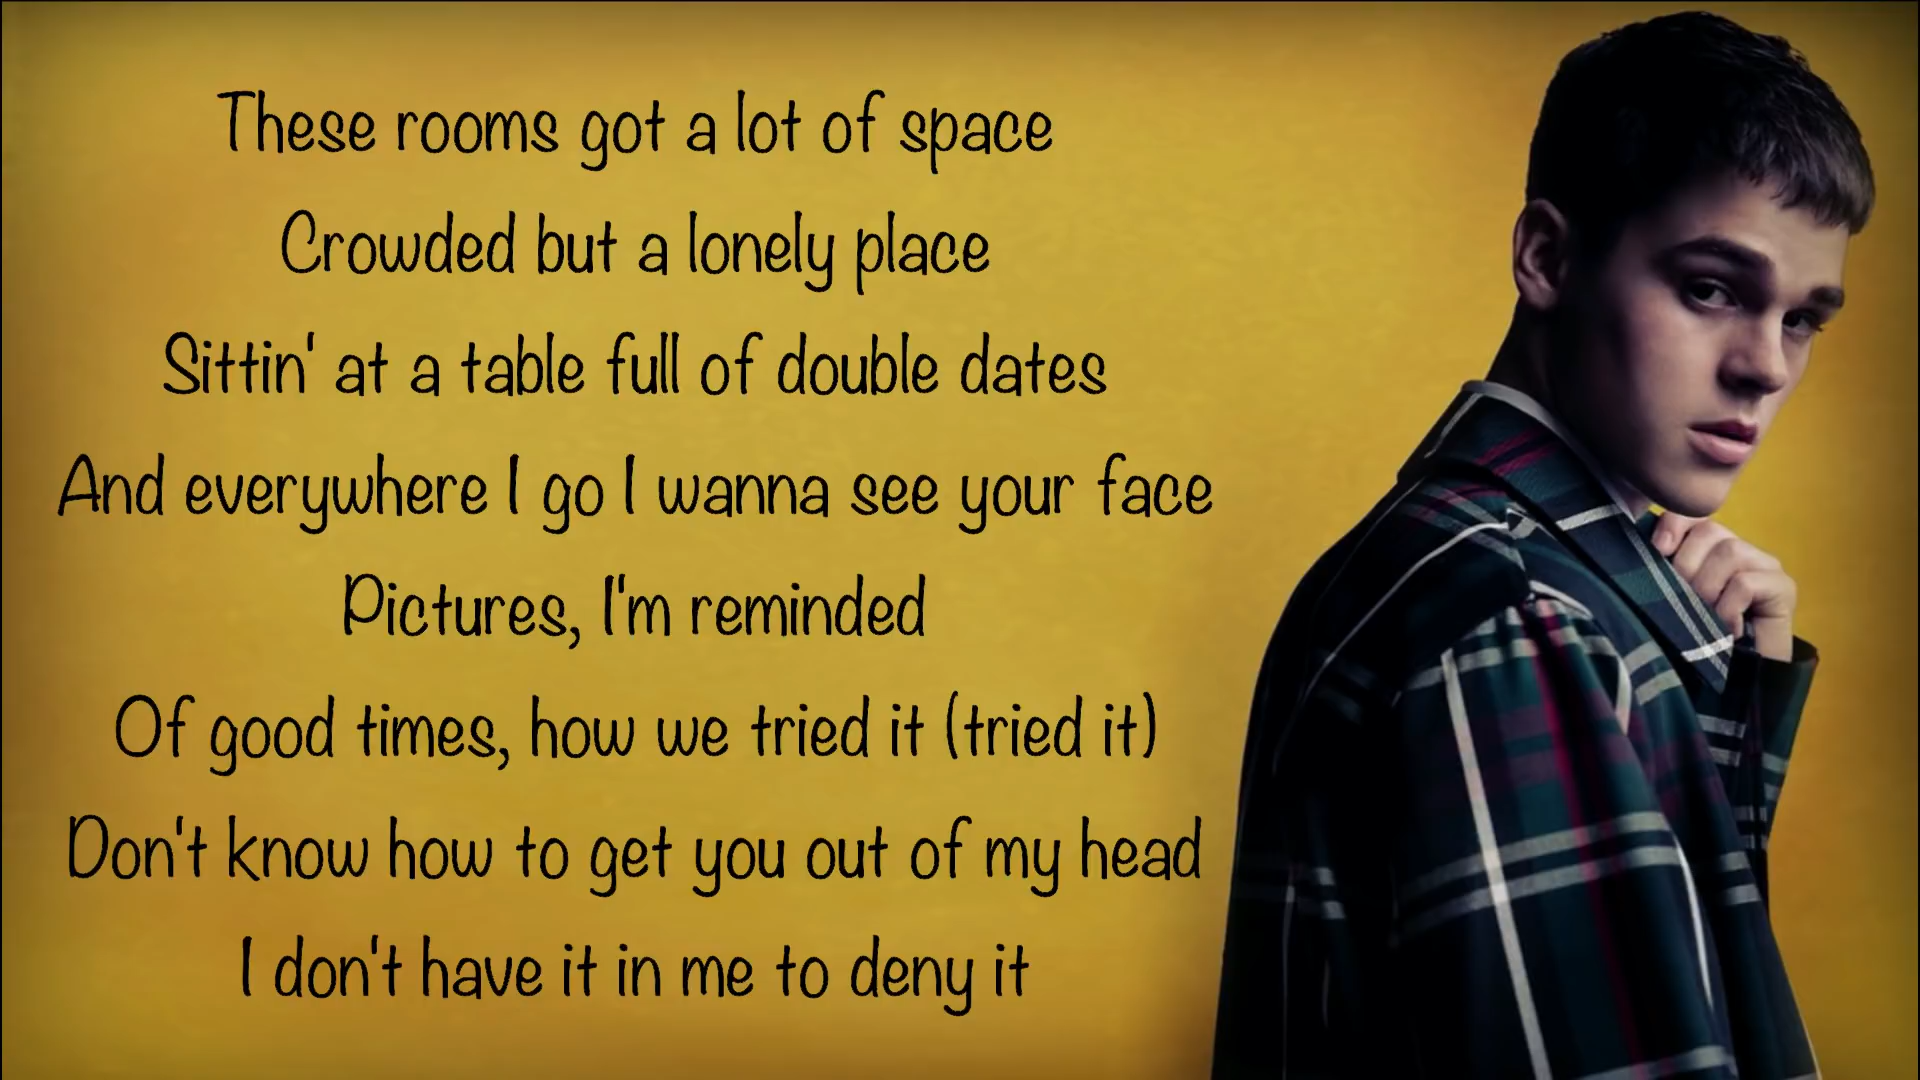 These rooms got a lot of space
Crowded but a lonely place
Sittin' at a table full of double dates
And everywhere I go I wanna see your face
Pictures, I'm reminded
Of good times, how we tried it (tried it)
Don't know how to get you out of my head
I don't have it in me to deny it